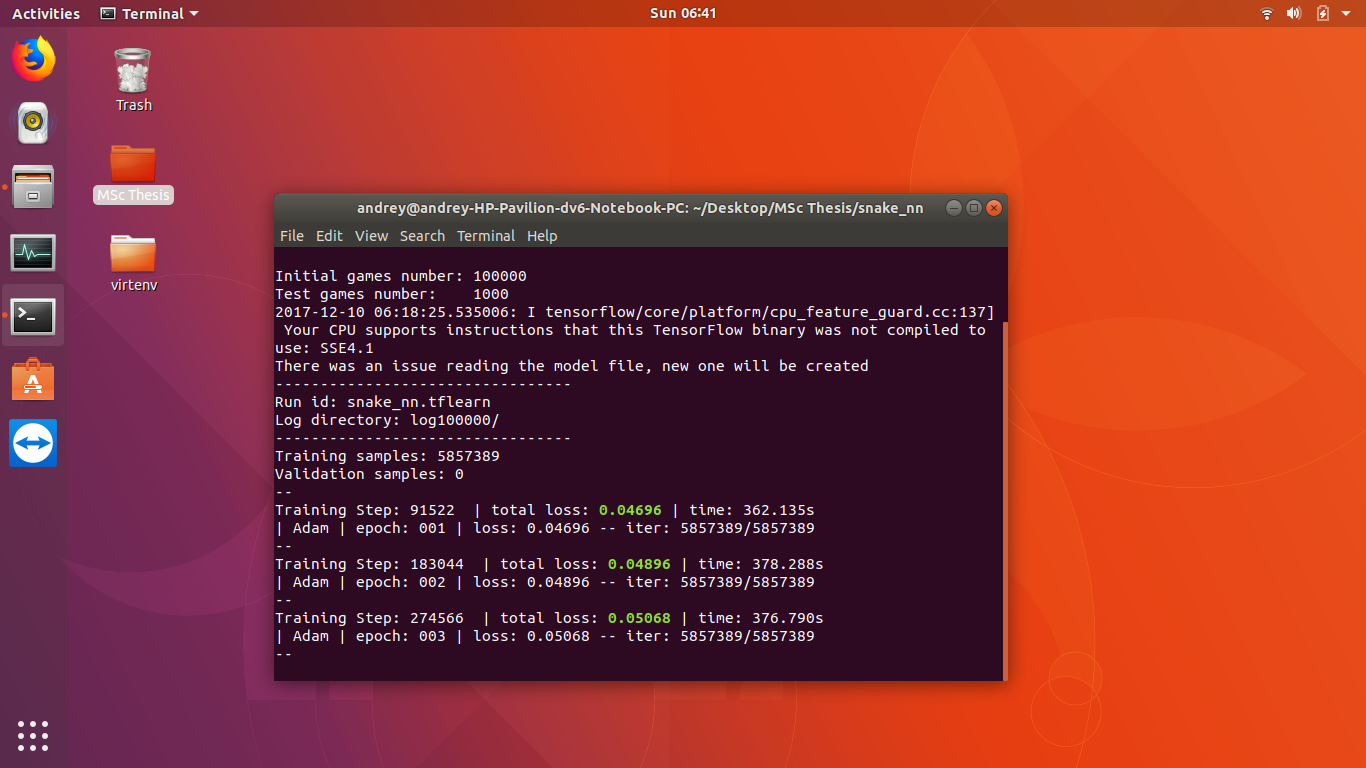 Activities
Terminal
Sun 06:41
Trash
MSc Thesis
virtenv
andrey@andrey-HP-Pavilion-dv6-Notebook-PC: ~/Desktop/MSc Thesis/snake_nn
File Edit View Search Terminal Help
Initial games number: 100000
Test games number:    1000
2017-12-10 06:18:25.535006: I tensorflow/core/platform/cpu_feature_guard.cc:137]
 Your CPU supports instructions that this TensorFlow binary was not compiled to
use: SSE4.1
There was an issue reading the model file, new one will be created
---------------------------------
Run id: snake_nn.tflearn
Log directory: log100000/
---------------------------------
Training samples: 5857389
Validation samples: 0
--
Training Step: 91522  | total loss: 0.04696 | time: 362.135s
| Adam | epoch: 001 | loss: 0.04696 -- iter: 5857389/5857389
--
Training Step: 183044  | total loss: 0.04896 | time: 378.288s
| Adam | epoch: 002 | loss: 0.04896 -- iter: 5857389/5857389
--
Training Step: 274566  | total loss: 0.05068 | time: 376.790s
| Adam | epoch: 003 | loss: 0.05068 -- iter: 5857389/5857389
--